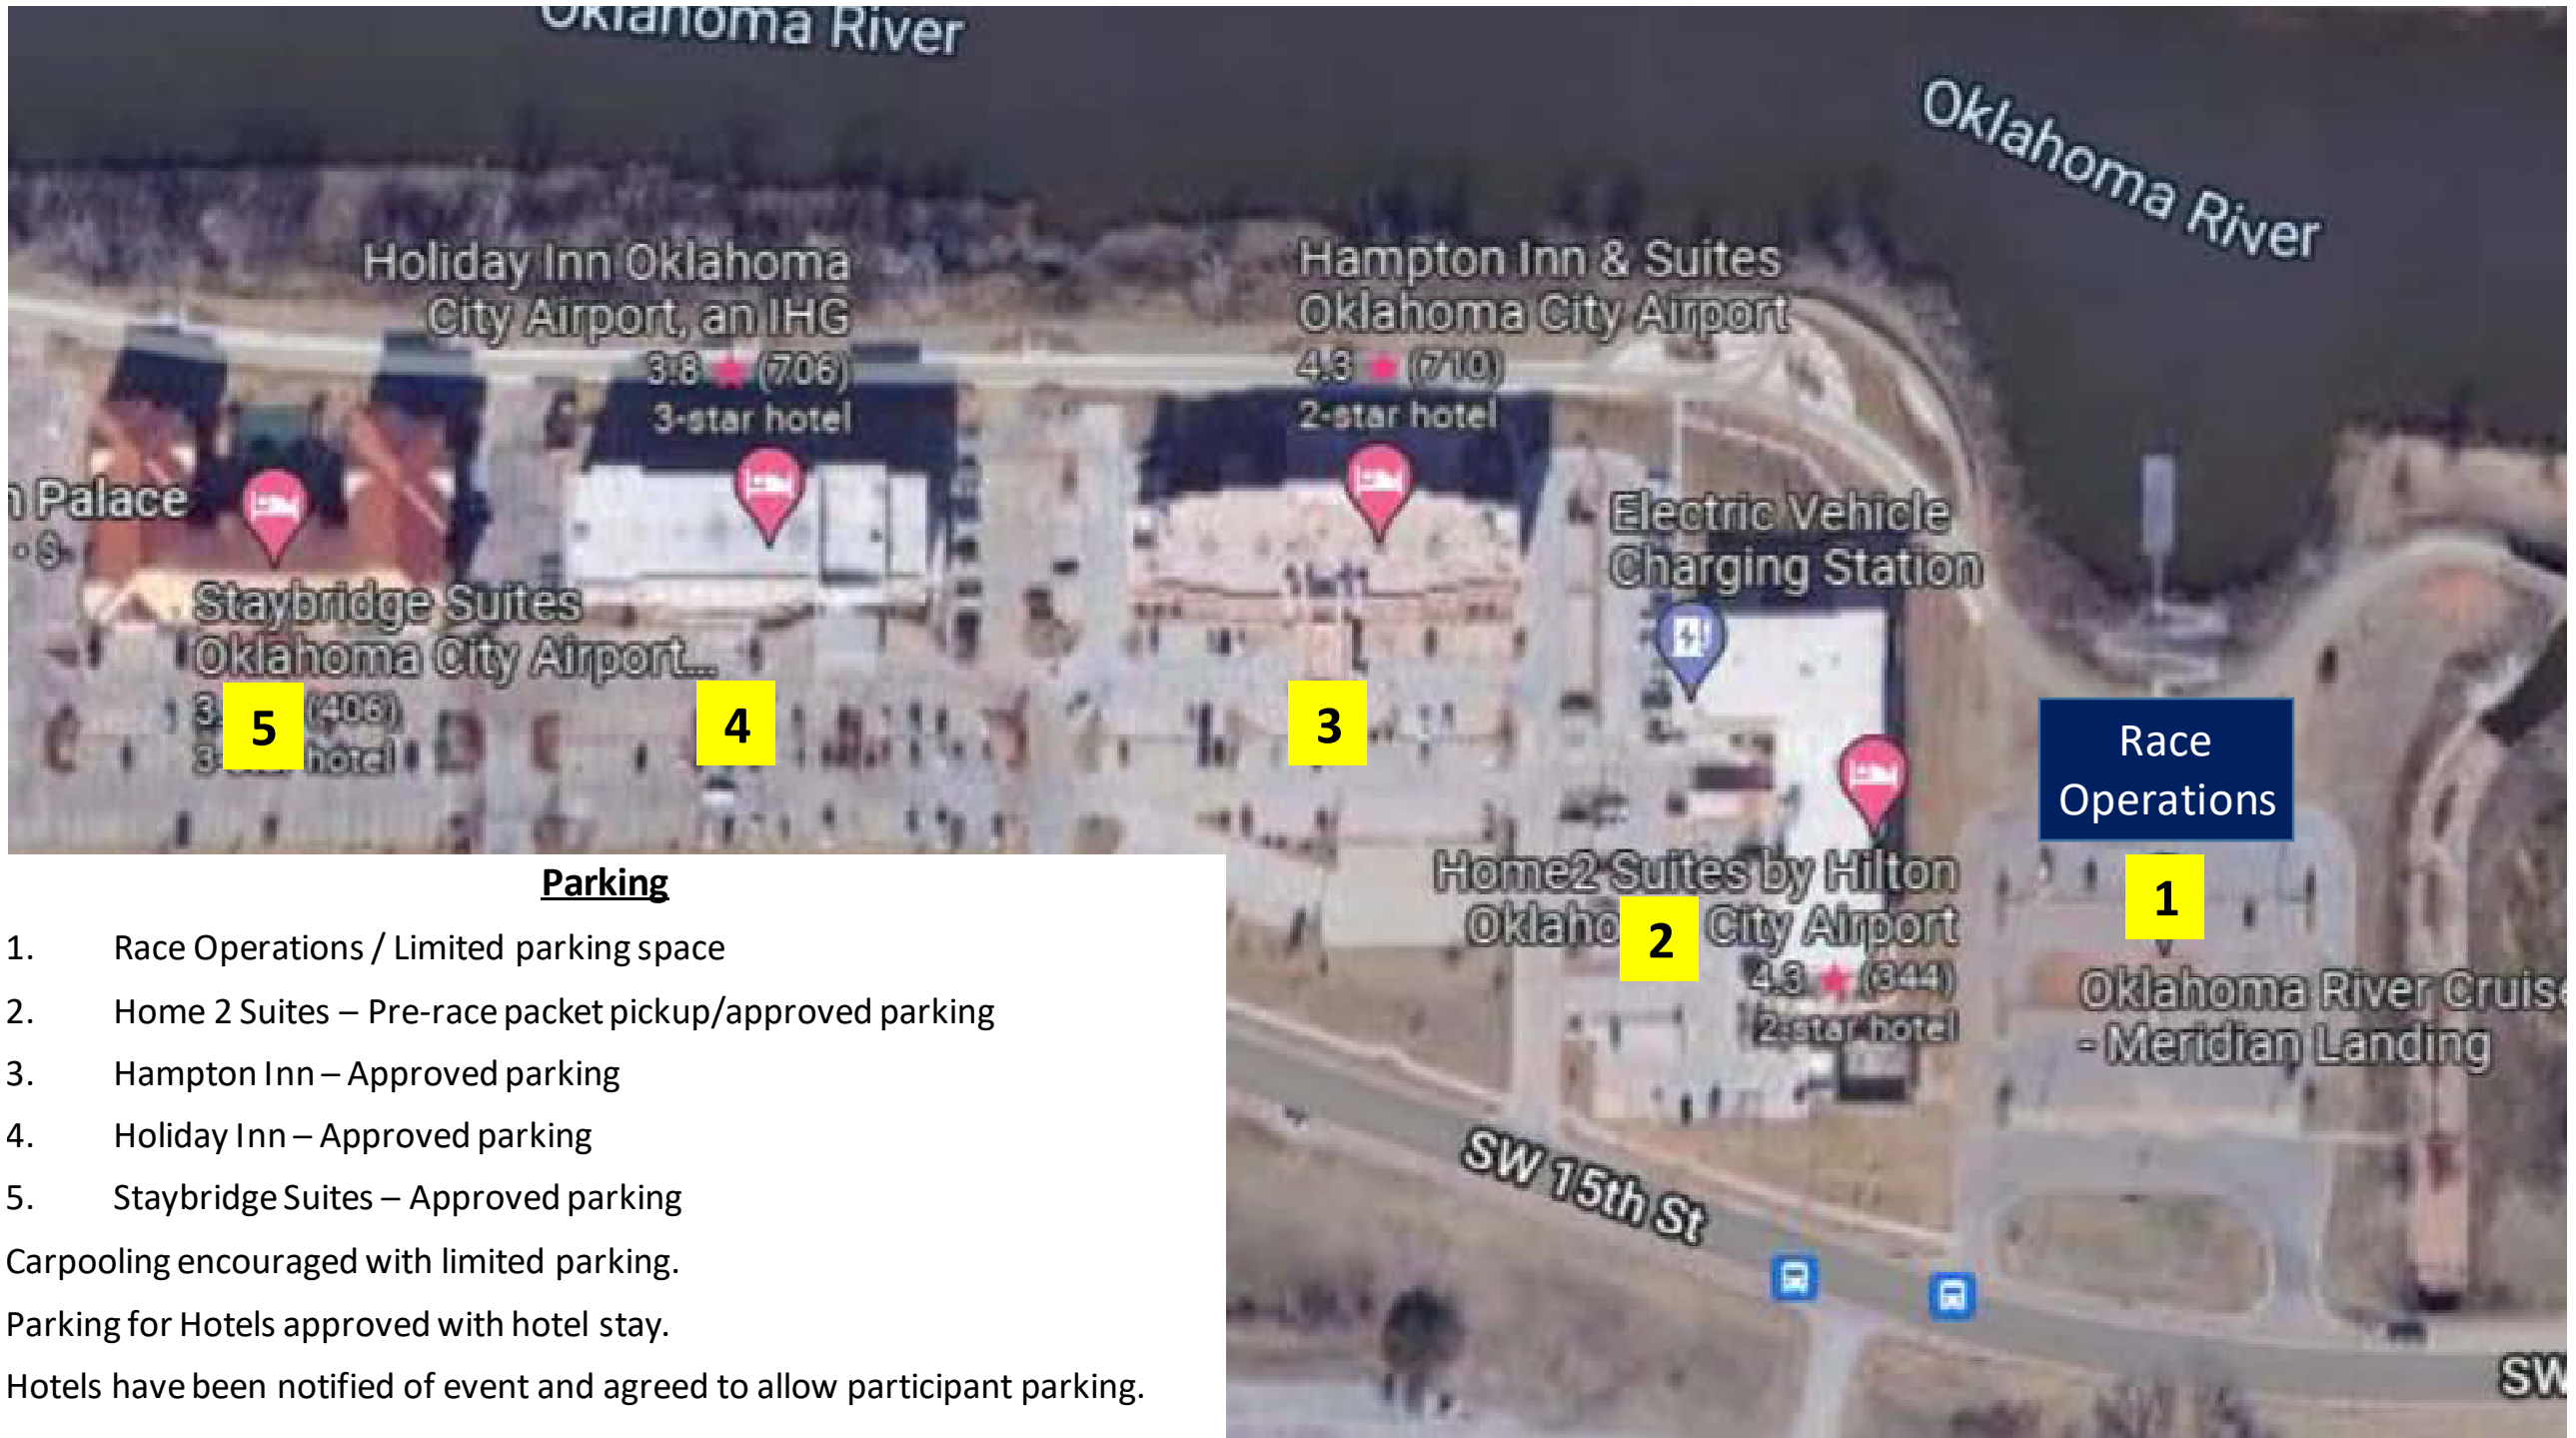 Oklahoma River
Oklahoma River
Holiday Inn Oklahoma
City Airport, an IHG
3.8 (706)
3-star hotel
Hampton Inn & Suites
Oklahoma City Airport
4.3 (710)
2-star hotel
Palace
Electric Vehicle
Charging Station
Staybridge Suites
Oklahoma City Airport...
3. (406)
hotel
5
4
3
Race
Operations
1
Home2 Suites by Hilton
Oklaho City Airport
2
4.3 (344)
2-star hotel
Oklahoma River Cruise
- Meridian Landing
SW 15th St
SW
Parking
1. Race Operations / Limited parking space
2. Home 2 Suites – Pre-race packet pickup/approved parking
3. Hampton Inn – Approved parking
4. Holiday Inn – Approved parking
5. Staybridge Suites – Approved parking
Carpooling encouraged with limited parking.
Parking for Hotels approved with hotel stay.
Hotels have been notified of event and agreed to allow participant parking.